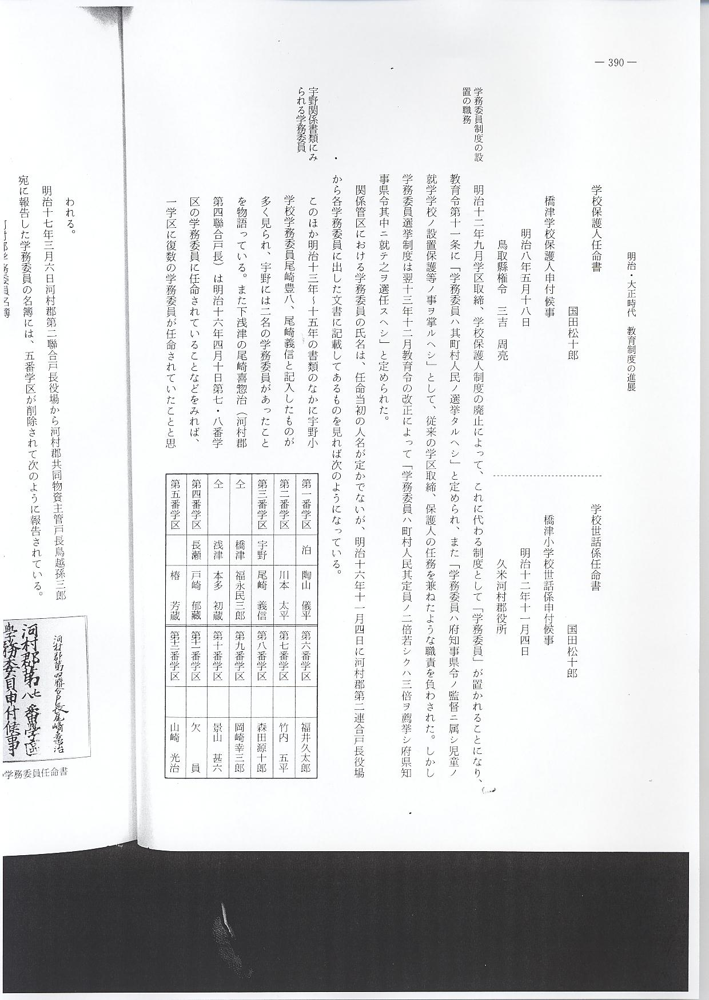 ― 390 ―
明治・大正時代　教育制度の進展
学校保護人任命書
国田松十郎
橋津学校保護人申付候事
明治八年五月十八日
鳥取縣権令　三吉　周亮
学校世話係任命書
国田松十郎
橋津小学校世話係申付候事
明治十二年十一月四日
久米河村郡役所
学務委員制度の設
置の職務
明治十二年九月学区取締、学校保護人制度の廃止によって、これに代わる制度として「学務委員」が置かれることになり、
教育令第十一条に「学務委員ハ其町村人民ノ選挙タルヘシ」と定められ、また「学務委員ハ府知事県令ノ監督ニ属シ児童ノ
就学学校ノ設置保護等ノ事ヲ掌ルヘシ」として、従来の学区取締、保護人の任務を兼ねたような職責を負わされた。しかし
学務委員選挙制度は翌十三年十二月教育令の改正によって「学務委員ハ町村人民其定員ノ二倍若シクハ三倍ヲ薦挙シ府県知
事県令其中ニ就テ之ヲ選任スヘシ」と定められた。
関係管区における学務委員の氏名は、任命当初の人名が定かでないが、明治十六年十一月四日に河村郡第二連合戸長役場
から各学務委員に出した文書に記載してあるものを見れば次のようになっている。
宇野関係書類にみ
られる学務委員
このほか明治十三年～十五年の書類のなかに宇野小
学校学務委員尾崎豊八、尾崎義信と記入したものが
多く見られ、宇野には二名の学務委員があったこと
を物語っている。また下浅津の尾崎喜惣治（河村郡
第四聯合戸長）は明治十六年四月十日第七・八番学
区の学務委員に任命されていることなどをみれば、
一学区に復数の学務委員が任命されていたことと思
第一番学区　泊　陶山　儀平　第六番学区　福井久太郎
第二番学区　川本　太平　第七番学区　竹内　五平
第三番学区　宇野　尾崎　義信　第八番学区　森田源十郎
仝　橋津　福永民三郎　第九番学区　岡崎幸三郎
仝　浅津　本多　初蔵　第十番学区　景山　甚六
第四番学区　長瀬　戸崎　郁藏　第十一番学区　欠　員
第五番学区　椿　芳蔵　第十二番学区　山崎　光治
われる。
明治十七年三月六日河村郡第二聯合戸長役場から河村郡共同物資主管戸長鳥越孫三郎
宛に報告した学務委員の名簿には、五番学区が削除されて次のように報告されている。
河村郡第四聯合戸長尾崎喜惣治
河村郡第七八番學區
學務委員申付候事
学務委員任命書